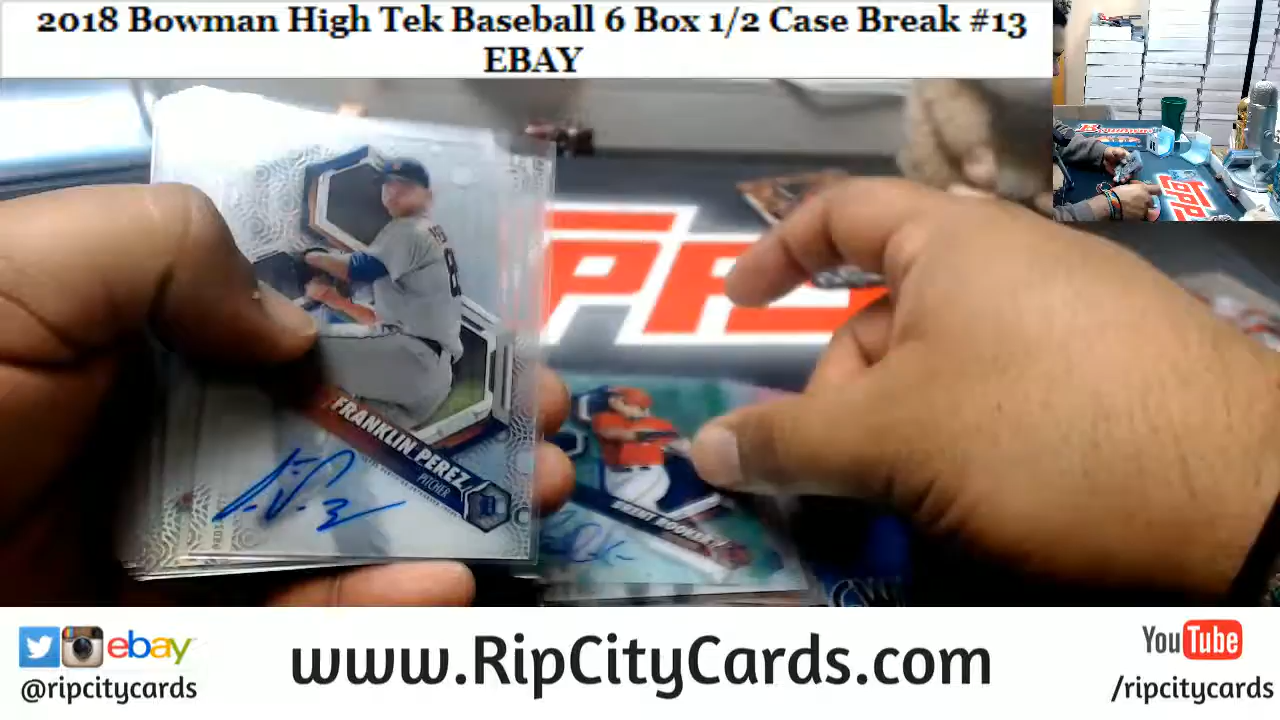 2018 Bowman High Tek Baseball 6 Box 1/2 Case Break #13
EBAY
FRANKLIN PEREZ
PITCHER
BRENT ROOKER
ebay
@ripcitycards
www.RipCityCards.com
YouTube
/ripcitycards